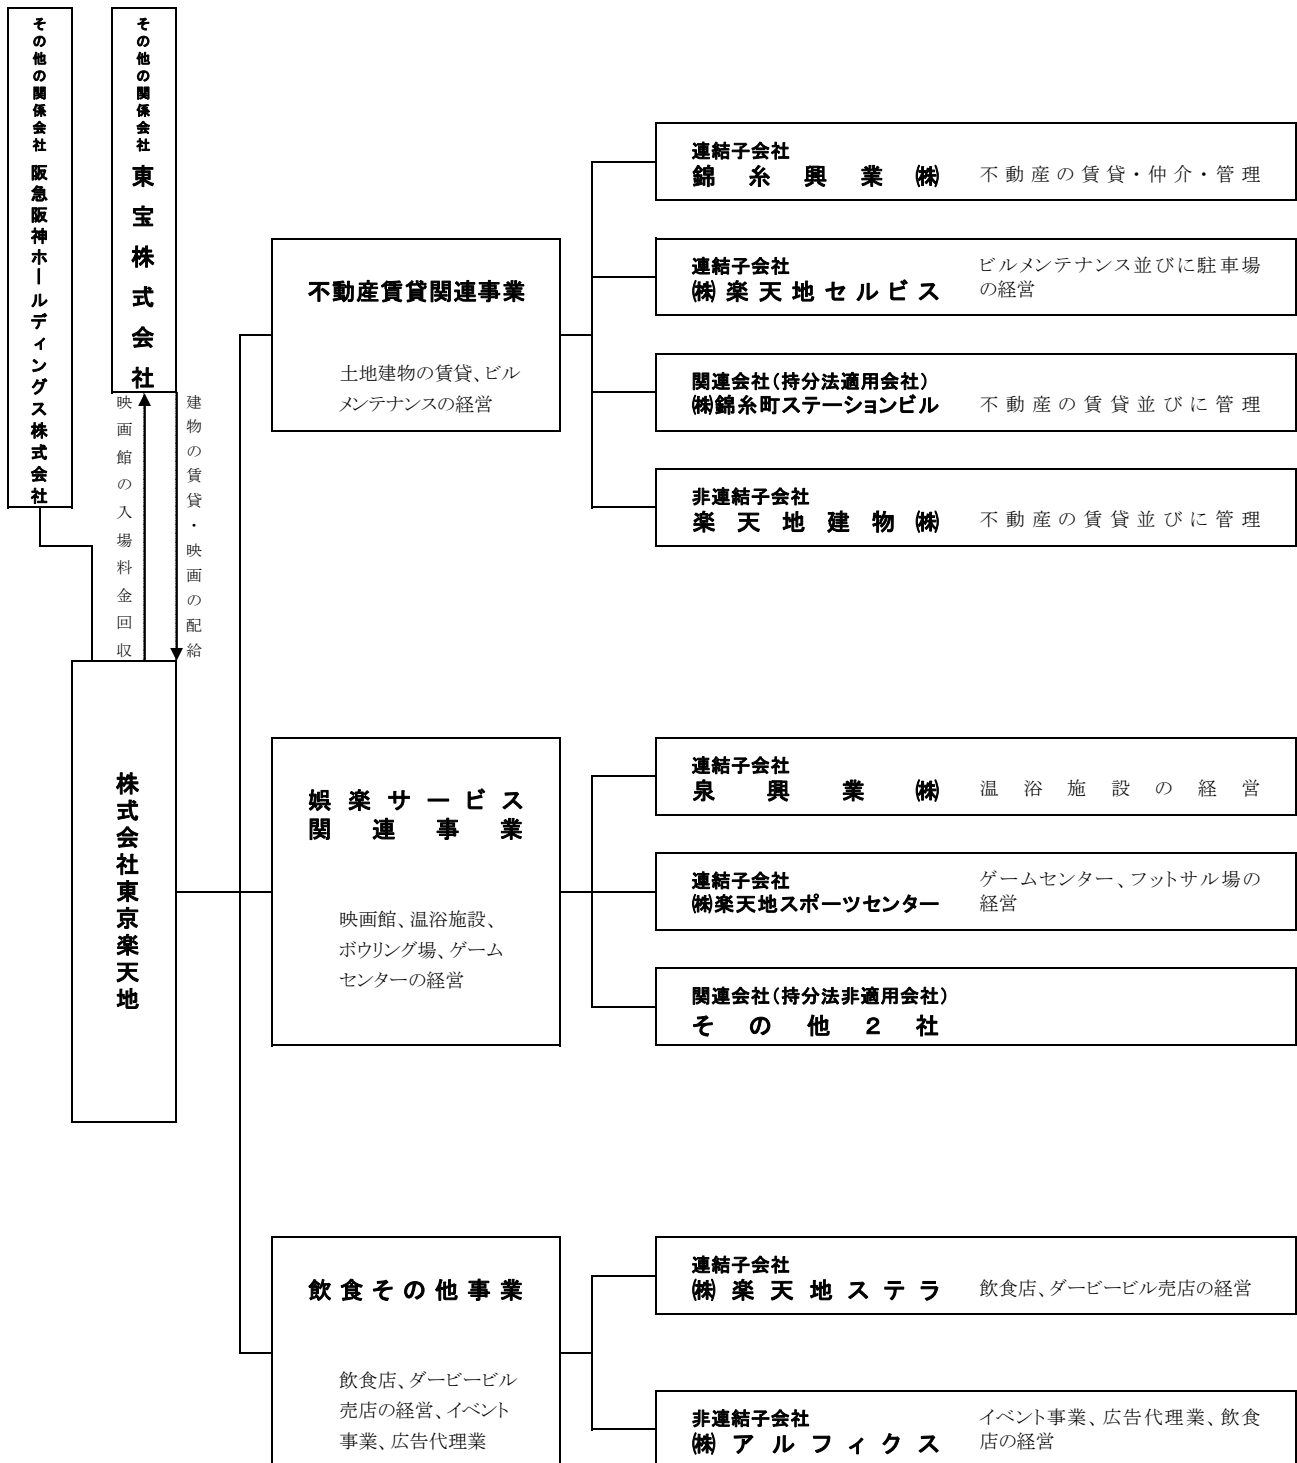 その他の関係会社 阪急阪神ホールディングス株式会社
その他の関係会社 東宝株式会社
映画館の入場料金回収
建物の賃貸・映画の配給
株式会社東京楽天地
不動産賃貸関連事業
土地建物の賃貸、ビル
メンテナンスの経営
連結子会社
錦糸興業㈱
不動産の賃貸・仲介・管理
連結子会社
㈱楽天地セルビス
ビルメンテナンス並びに駐車場
の経営
関連会社（持分法適用会社）
㈱錦糸町ステーションビル
不動産の賃貸並びに管理
非連結子会社
楽天地建物㈱
不動産の賃貸並びに管理
娯楽サービス
関連事業
映画館、温浴施設、
ボウリング場、ゲーム
センターの経営
連結子会社
泉興業㈱
温浴施設の経営
連結子会社
㈱楽天地スポーツセンター
ゲームセンター、フットサル場の
経営
関連会社（持分法非適用会社）
その他２社
飲食その他事業
飲食店、ダービービル
売店の経営、イベント
事業、広告代理業
連結子会社
㈱楽天地ステラ
飲食店、ダービービル売店の経営
非連結子会社
㈱アルフィクス
イベント事業、広告代理業、飲食
店の経営